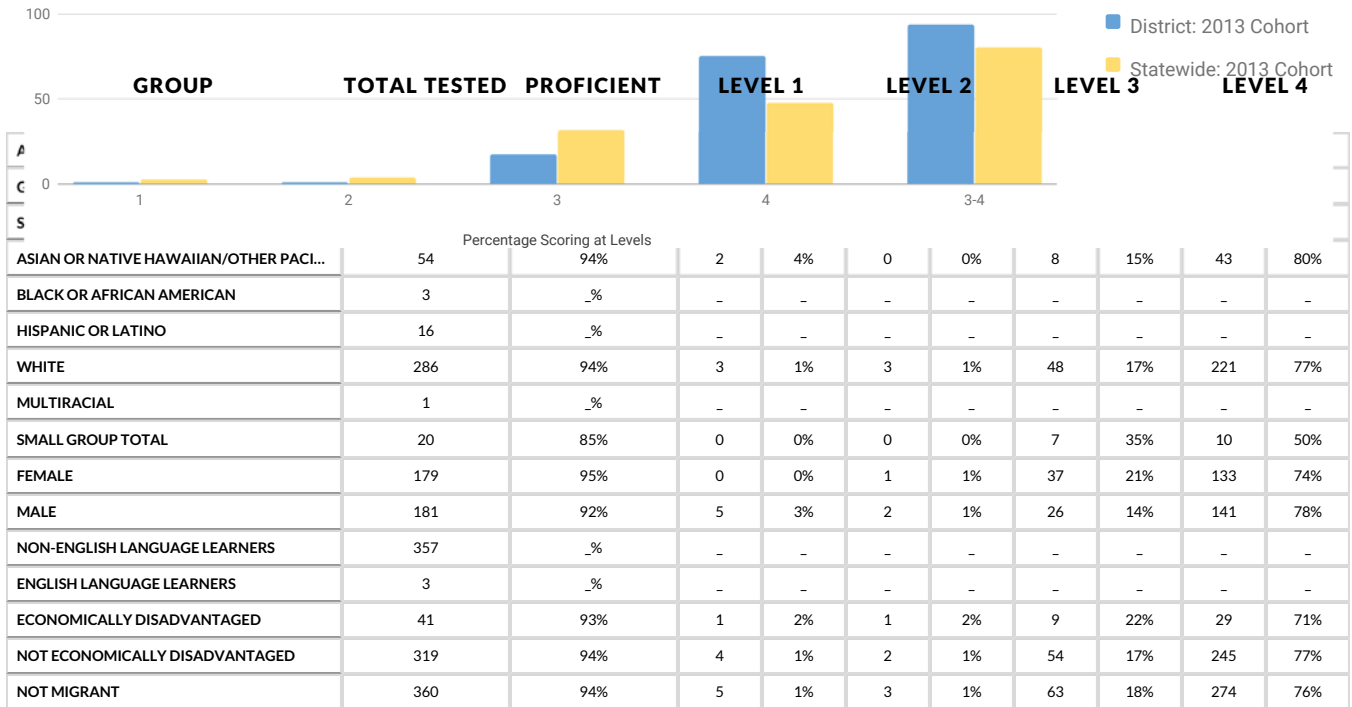 100
District: 2013 Cohort
Statewide: 2013 Cohort
GROUP TOTAL TESTED PROFICIENT LEVEL 1 LEVEL 2 LEVEL 3 LEVEL 4
50
0
1 2 3 4 3-4
Percentage Scoring at Levels
ASIAN OR NATIVE HAWAIIAN/OTHER PACI... 54 94% 2 4% 0 0% 8 15% 43 80%
BLACK OR AFRICAN AMERICAN 3 _% _ _ _ _ _ _ _ _
HISPANIC OR LATINO 16 _% _ _ _ _ _ _ _ _
WHITE 286 94% 3 1% 3 1% 48 17% 221 77%
MULTIRACIAL 1 _% _ _ _ _ _ _ _ _
SMALL GROUP TOTAL 20 85% 0 0% 0 0% 7 35% 10 50%
FEMALE 179 95% 0 0% 1 1% 37 21% 133 74%
MALE 181 92% 5 3% 2 1% 26 14% 141 78%
NON-ENGLISH LANGUAGE LEARNERS 357 _% _ _ _ _ _ _ _ _
ENGLISH LANGUAGE LEARNERS 3 _% _ _ _ _ _ _ _ _
ECONOMICALLY DISADVANTAGED 41 93% 1 2% 1 2% 9 22% 29 71%
NOT ECONOMICALLY DISADVANTAGED 319 94% 4 1% 2 1% 54 17% 245 77%
NOT MIGRANT 360 94% 5 1% 3 1% 63 18% 274 76%